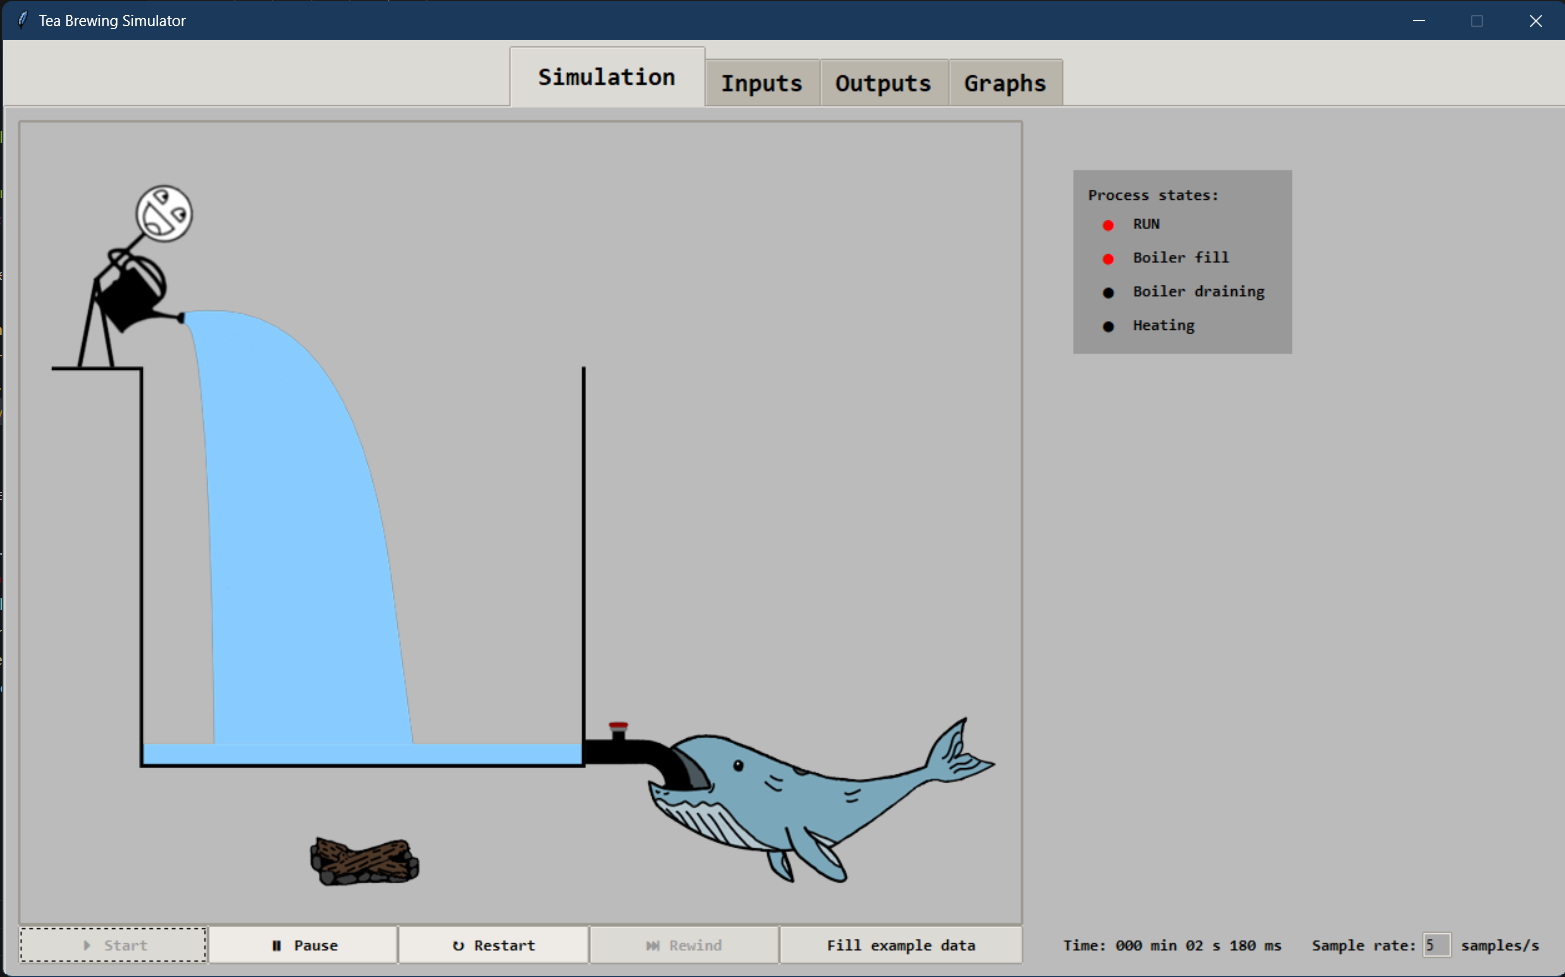 Tea Brewing Simulator
Simulation Inputs Outputs Graphs
Process states:
RUN
Boiler fill
Boiler draining
Heating
Start Pause Restart Rewind Fill example data Time: 000 min 02 s 180 ms Sample rate: 5 samples/s